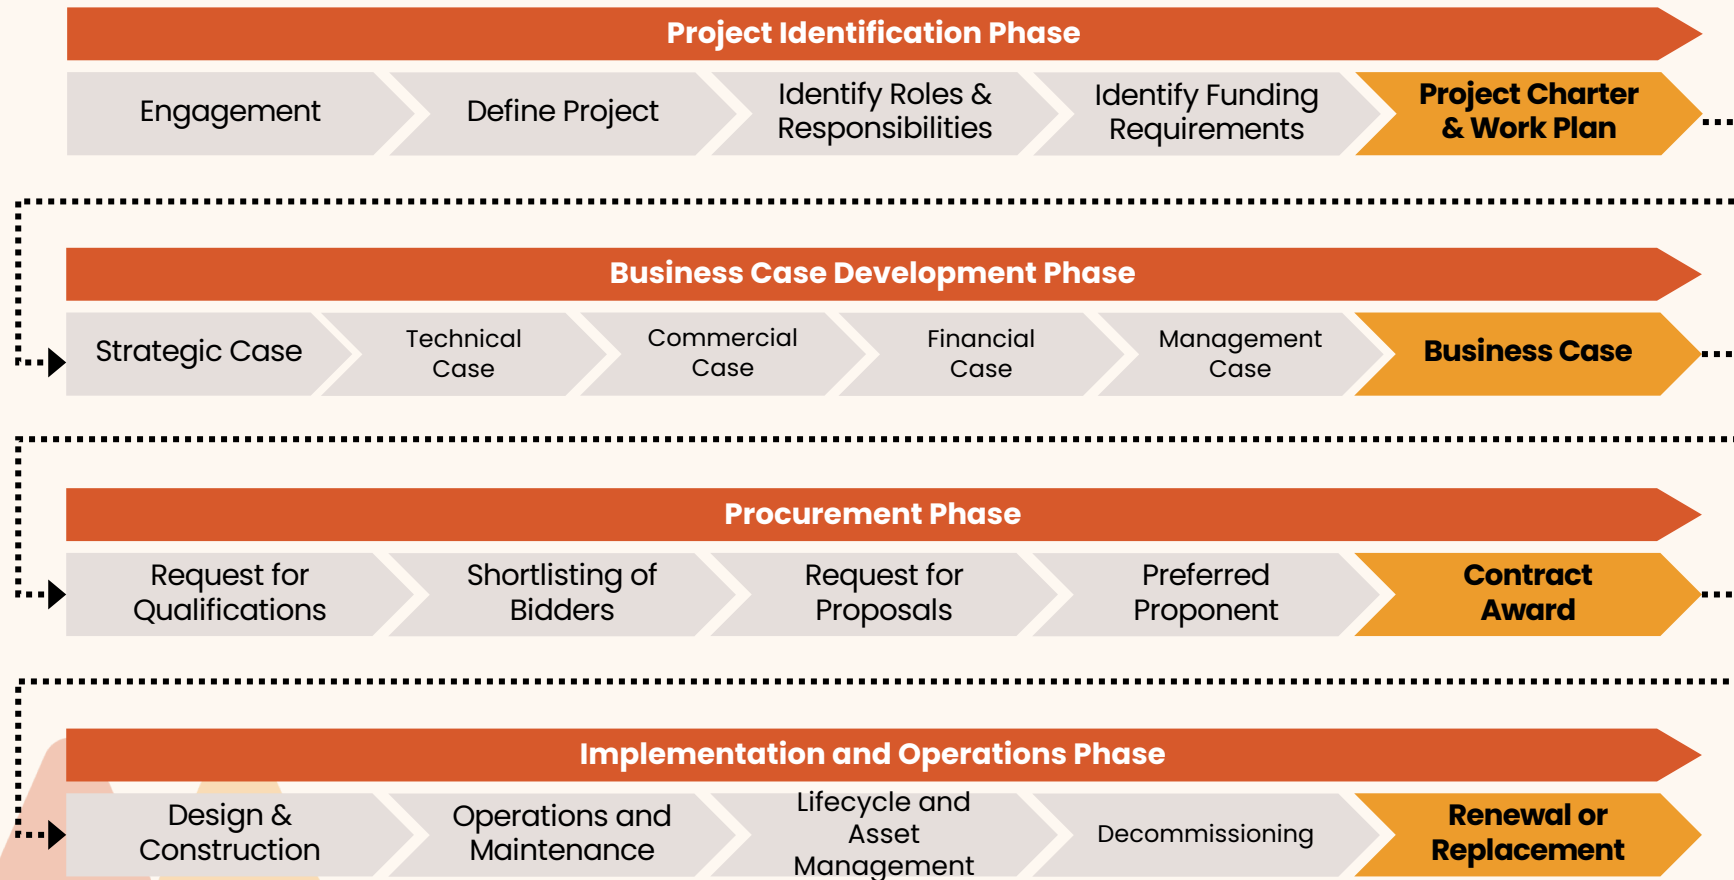 Project Identification Phase
Engagement
Define Project
Identify Roles &
Responsibilities
Identify Funding
Requirements
Project Charter
& Work Plan
Business Case Development Phase
Strategic Case
Technical
Case
Commercial
Case
Financial
Case
Management
Case
Business Case
Procurement Phase
Request for
Qualifications
Shortlisting of
Bidders
Request for
Proposals
Preferred
Proponent
Contract
Award
Implementation and Operations Phase
Design &
Construction
Operations and
Maintenance
Lifecycle and
Asset
Management
Decommissioning
Renewal or
Replacement